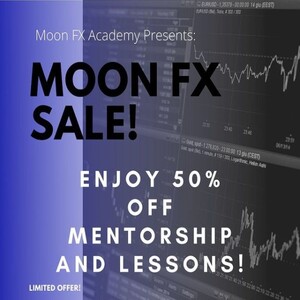 Moon FX Academy Presents:
MOON FX
SALE!
ENJOY 50%
OFF
MENTORSHIP
AND LESSONS!
LIMITED OFFER!